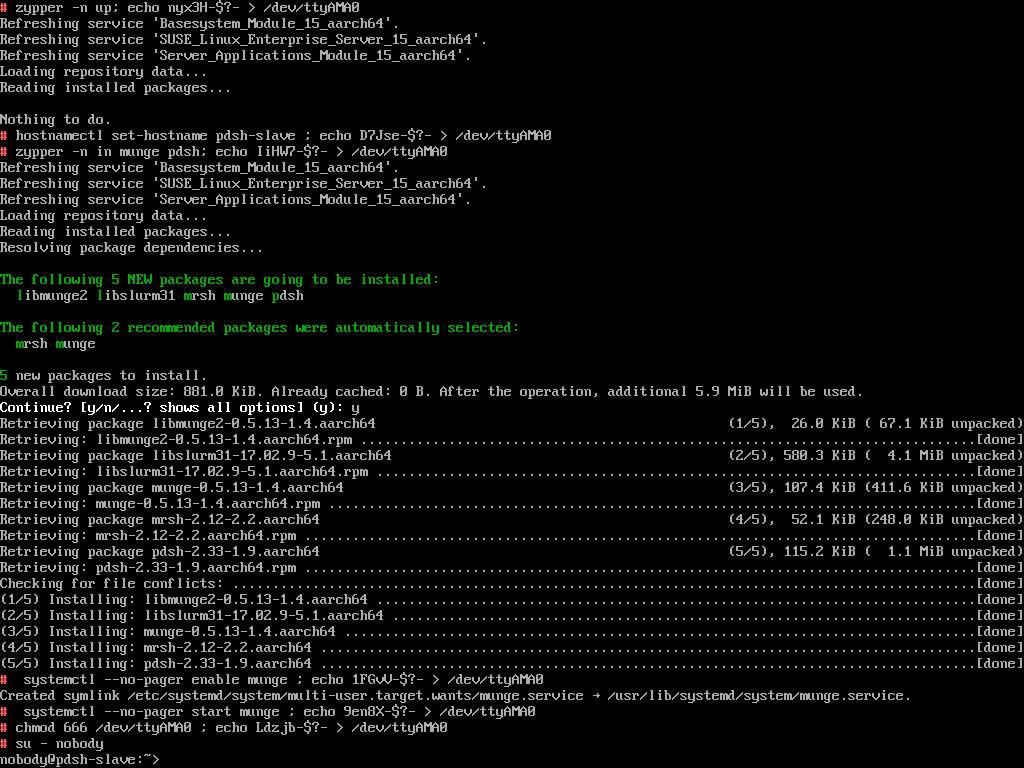 # zypper -n up; echo nyx3H-$?- > /dev/ttyAMA0
Refreshing service 'Basesystem_Module_15_aarch64'.
Refreshing service 'SUSE_Linux_Enterprise_Server_15_aarch64'.
Refreshing service 'Server_Applications_Module_15_aarch64'.
Loading repository data...
Reading installed packages...
Nothing to do.
# hostnamectl set-hostname pdsh-slave ; echo D7Jse-$?- > /dev/ttyAMA0
# zypper -n in munge pdsh; echo IiHW7-$?- > /dev/ttyAMA0
Refreshing service 'Basesystem_Module_15_aarch64'.
Refreshing service 'SUSE_Linux_Enterprise_Server_15_aarch64'.
Refreshing service 'Server_Applications_Module_15_aarch64'.
Loading repository data...
Reading installed packages...
Resolving package dependencies...
The following 5 NEW packages are going to be installed:
  libmunge2 libslurm31 mrsh munge pdsh
The following 2 recommended packages were automatically selected:
  mrsh munge
5 new packages to install.
Overall download size: 881.0 KiB. Already cached: 0 B. After the operation, additional 5.9 MiB will be used.
Continue? [y/n/...? shows all options] (y): y
Retrieving package libmunge2-0.5.13-1.4.aarch64 (1/5),  26.0 KiB ( 67.1 KiB unpacked)
Retrieving: libmunge2-0.5.13-1.4.aarch64.rpm .............................................................................[done]
Retrieving package libslurm31-17.02.9-5.1.aarch64 (2/5), 580.3 KiB (  4.1 MiB unpacked)
Retrieving: libslurm31-17.02.9-5.1.aarch64.rpm ...........................................................................[done]
Retrieving package munge-0.5.13-1.4.aarch64 (3/5), 107.4 KiB (411.6 KiB unpacked)
Retrieving: munge-0.5.13-1.4.aarch64.rpm .................................................................................[done]
Retrieving package mrsh-2.12-2.2.aarch64 (4/5),  52.1 KiB (248.0 KiB unpacked)
Retrieving: mrsh-2.12-2.2.aarch64.rpm ....................................................................................[done]
Retrieving package pdsh-2.33-1.9.aarch64 (5/5), 115.2 KiB (  1.1 MiB unpacked)
Retrieving: pdsh-2.33-1.9.aarch64.rpm ....................................................................................[done]
Checking for file conflicts: .............................................................................................[done]
(1/5) Installing: libmunge2-0.5.13-1.4.aarch64 ...........................................................................[done]
(2/5) Installing: libslurm31-17.02.9-5.1.aarch64 .........................................................................[done]
(3/5) Installing: munge-0.5.13-1.4.aarch64 ...............................................................................[done]
(4/5) Installing: mrsh-2.12-2.2.aarch64 ..................................................................................[done]
(5/5) Installing: pdsh-2.33-1.9.aarch64 ..................................................................................[done]
#  systemctl --no-pager enable munge ; echo 1FGvV-$?- > /dev/ttyAMA0
Created symlink /etc/systemd/system/multi-user.target.wants/munge.service → /usr/lib/systemd/system/munge.service.
#  systemctl --no-pager start munge ; echo 9en8X-$?- > /dev/ttyAMA0
# chmod 666 /dev/ttyAMA0 ; echo Ldzjb-$?- > /dev/ttyAMA0
# su - nobody
nobody@pdsh-slave:~>